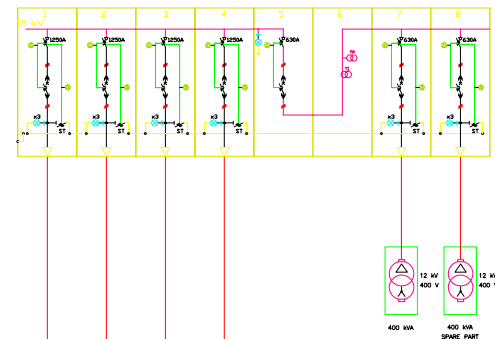 1 2 3 4 5 6 7 8
1250A 1250A 1250A 1250A 630A 630A 630A
x3 x3 x3 x3 x3 x3
ST ST ST ST ST ST
12 kV 12 kV
400 V 400 V
400 kVA 400 kVA
SPARE PART